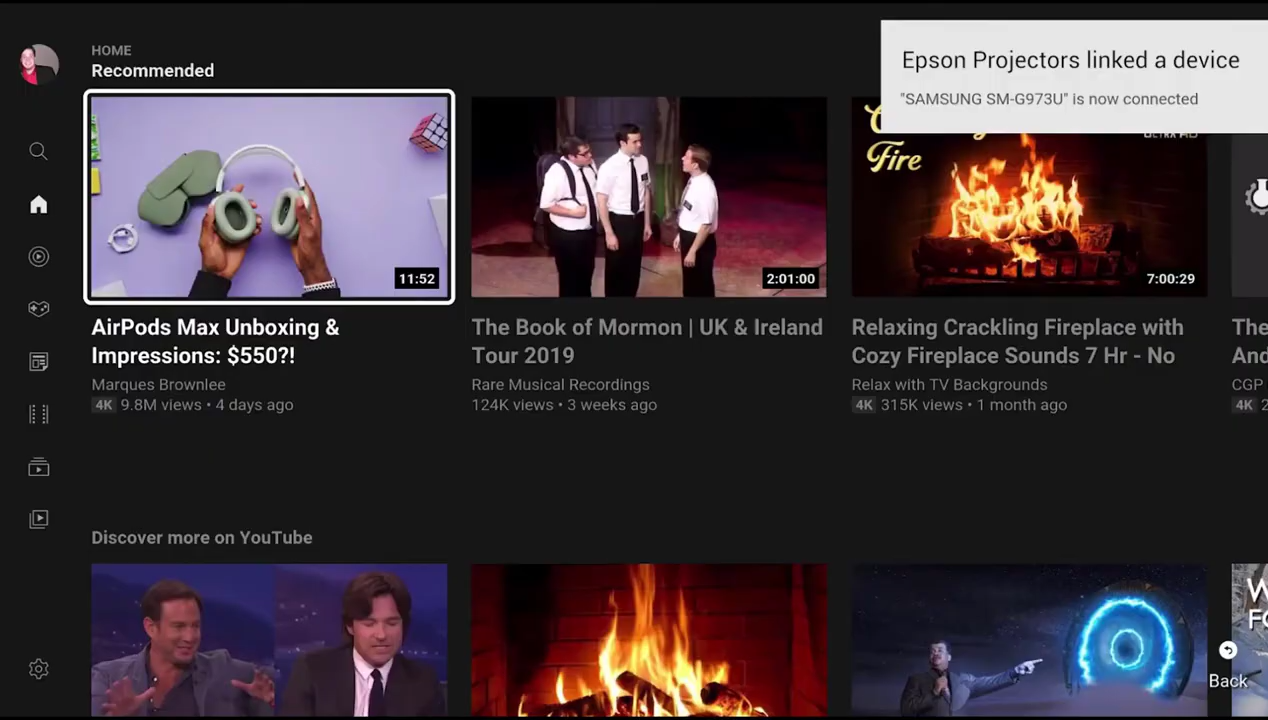 HOME
Recommended
Epson Projectors linked a device
"SAMSUNG SM-G973U" is now connected
Fire
11:52
2:01:00
7:00:29
AirPods Max Unboxing &
Impressions: $550?!
Marques Brownlee
4K 9.8M views • 4 days ago
The Book of Mormon | UK & Ireland
Tour 2019
Rare Musical Recordings
124K views • 3 weeks ago
Relaxing Crackling Fireplace with
Cozy Fireplace Sounds 7 Hr - No
Relax with TV Backgrounds
4K 315K views • 1 month ago
The
And
CGP
4K 2
Discover more on YouTube
W
FO
Back